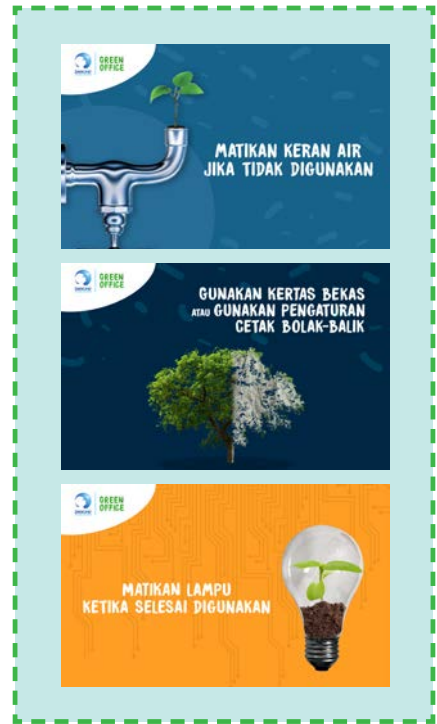 GREEN
OFFICE
MATIKAN KERAN AIR
JIKA TIDAK DIGUNAKAN
GREEN
OFFICE
GUNAKAN KERTAS BEKAS
ATAU GUNAKAN PENGATURAN
CETAK BOLAK-BALIK
GREEN
OFFICE
MATIKAN LAMPU
KETIKA SELESAI DIGUNAKAN